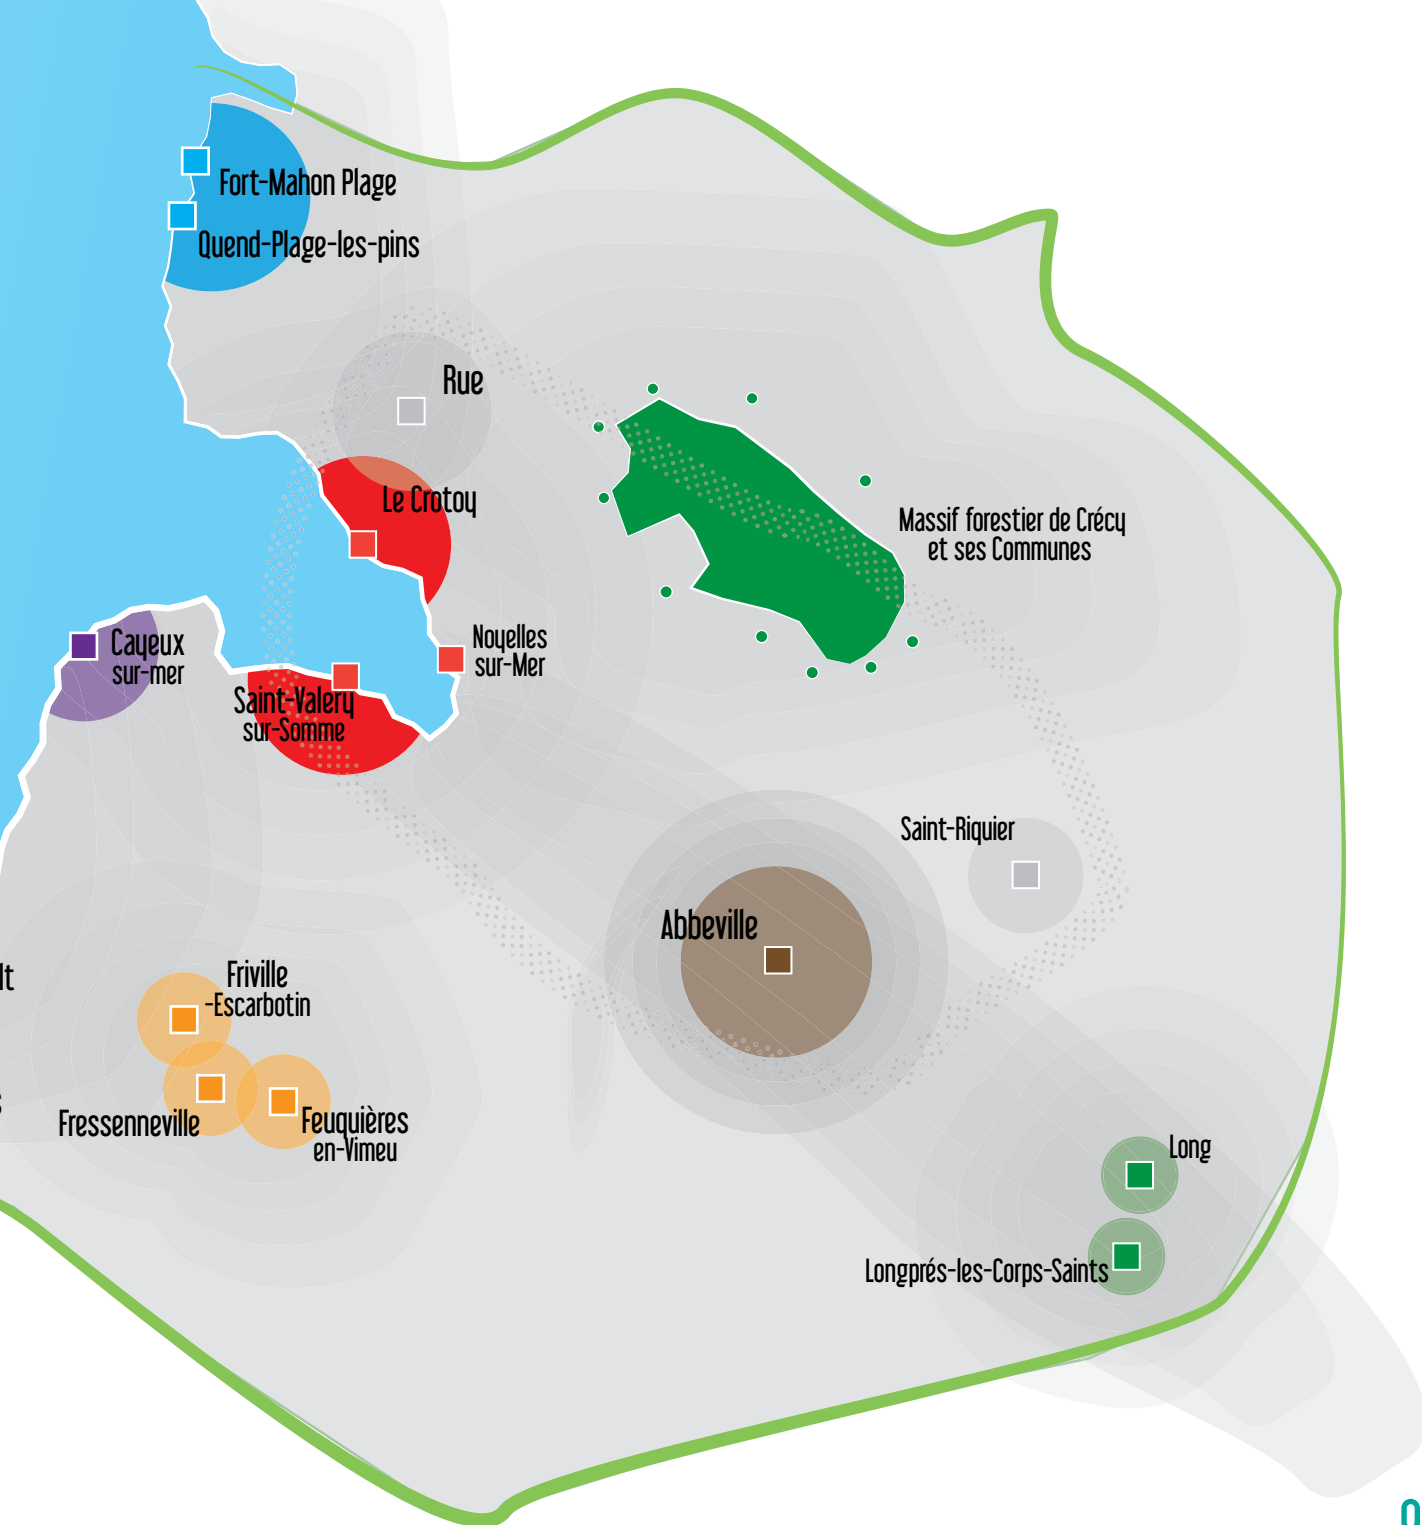 Fort-Mahon Plage
Quend-Plage-les-pins
Rue
Le Crotoy
Massif forestier de Crécy
et ses Communes
Noyelles
sur-Mer
Cayeux
sur-mer
Saint-Valery
sur-Somme
Saint-Riquier
Abbeville
lt
Friville
-Escarbotin
s
Fressenneville
Feuquières
en-Vimeu
Long
Longprés-les-Corps-Saints